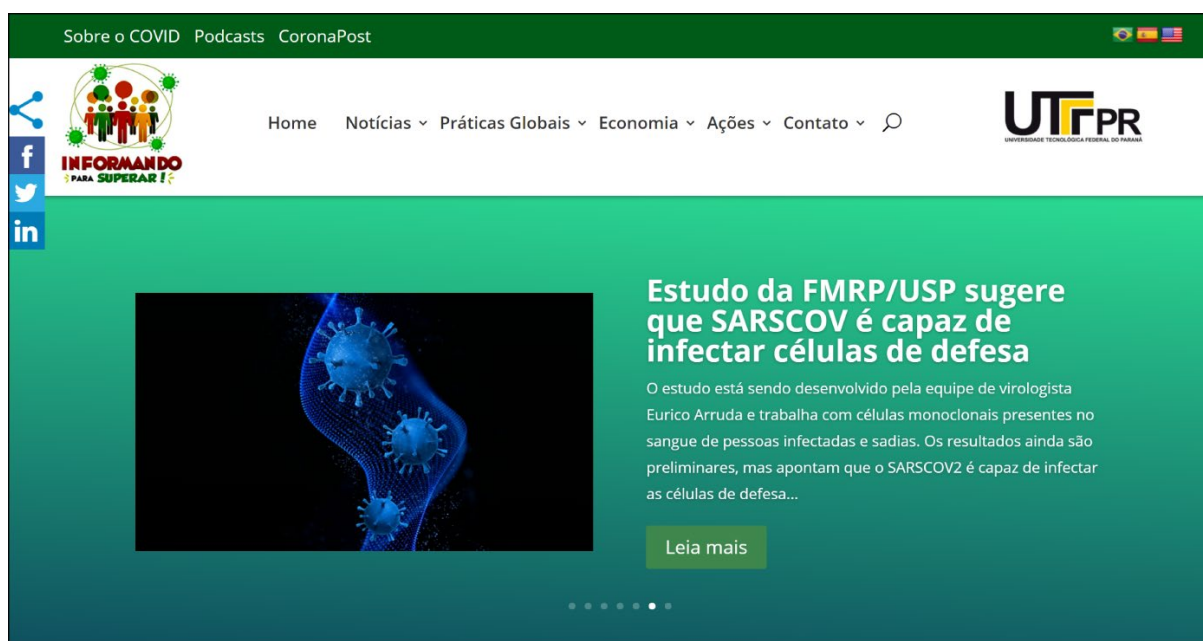 Sobre o COVID Podcasts CoronaPost
INFORMANDO
PARA SUPERAR !
Home Notícias Práticas Globais Economia Ações Contato
UTFPR
UNIVERSIDADE TECNOLÓGICA FEDERAL DO PARANÁ
f
in
Estudo da FMRP/USP sugere
que SARSCOV é capaz de
infectar células de defesa
O estudo está sendo desenvolvido pela equipe de virologista
Eurico Arruda e trabalha com células monoclonais presentes no
sangue de pessoas infectadas e sadias. Os resultados ainda são
preliminares, mas apontam que o SARSCOV2 é capaz de infectar
as células de defesa...
Leia mais